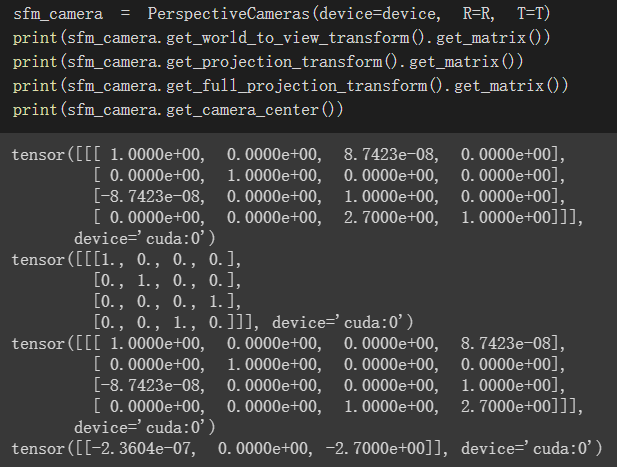 sfm_camera = PerspectiveCameras(device=device, R=R, T=T)
print(sfm_camera.get_world_to_view_transform().get_matrix())
print(sfm_camera.get_projection_transform().get_matrix())
print(sfm_camera.get_full_projection_transform().get_matrix())
print(sfm_camera.get_camera_center())
tensor([[[ 1.0000e+00, 0.0000e+00, 8.7423e-08, 0.0000e+00],
[ 0.0000e+00, 1.0000e+00, 0.0000e+00, 0.0000e+00],
[-8.7423e-08, 0.0000e+00, 1.0000e+00, 0.0000e+00],
[ 0.0000e+00, 0.0000e+00, 2.7000e+00, 1.0000e+00]]],
device='cuda:0')
tensor([[[1., 0., 0., 0.],
[0., 1., 0., 0.],
[0., 0., 0., 1.],
[0., 0., 1., 0.]]], device='cuda:0')
tensor([[[ 1.0000e+00, 0.0000e+00, 0.0000e+00, 8.7423e-08],
[ 0.0000e+00, 1.0000e+00, 0.0000e+00, 0.0000e+00],
[-8.7423e-08, 0.0000e+00, 0.0000e+00, 1.0000e+00],
[ 0.0000e+00, 0.0000e+00, 1.0000e+00, 2.7000e+00]]],
device='cuda:0')
tensor([[-2.3604e-07, 0.0000e+00, -2.7000e+00]], device='cuda:0')